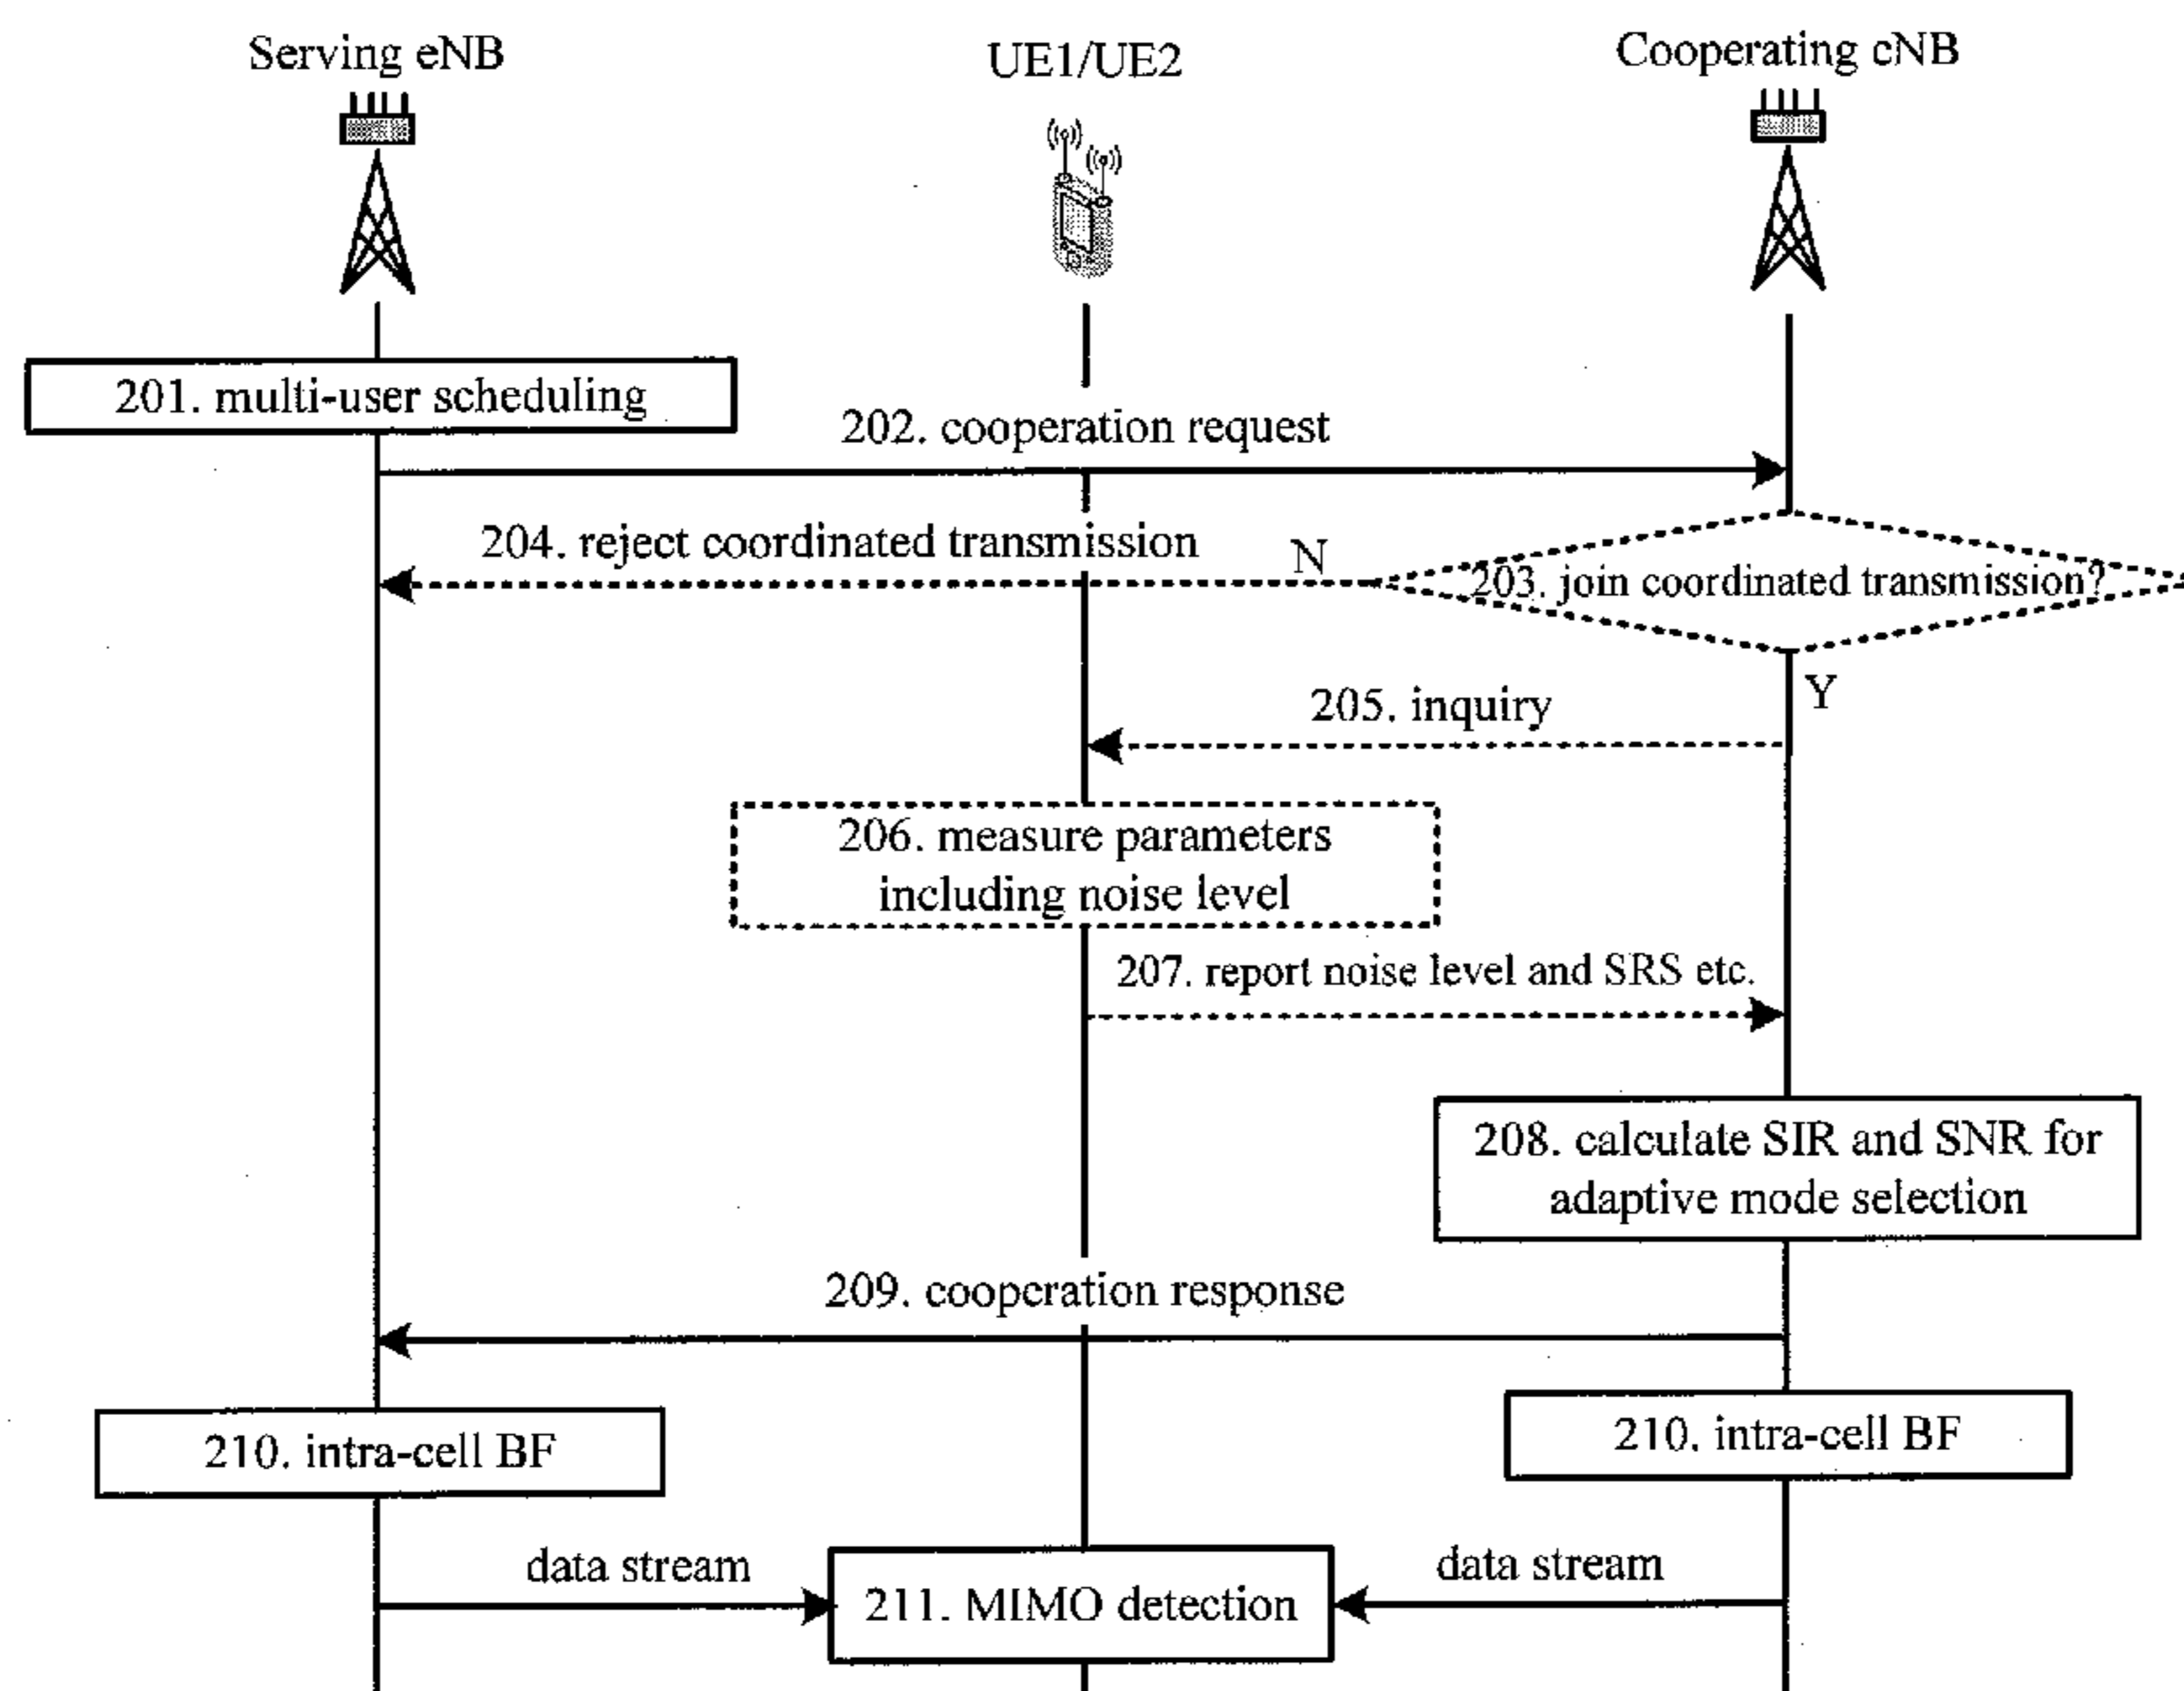 Serving eNB
UE1/UE2
Cooperating eNB
201. multi-user scheduling
202. cooperation request
204. reject coordinated transmission
N
203. join coordinated transmission?
Y
205. inquiry
206. measure parameters
including noise level
207. report noise level and SRS etc.
208. calculate SIR and SNR for
adaptive mode selection
209. cooperation response
210. intra-cell BF
210. intra-cell BF
data stream
211. MIMO detection
data stream